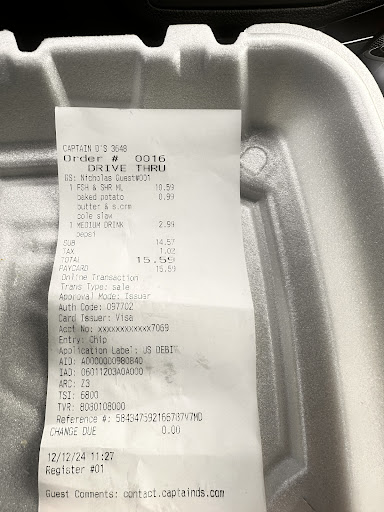 CAPTAIN D'S 3648
Order # 0016
DRIVE THRU
GS: Nicholas Guest#001
1 FSH & SHR ML 10.59
baked potato 0.99
butter & s.crm
cole slaw
1 MEDIUM DRINK 2.99
pepsi
SUB 14.57
TAX 1.02
TOTAL 15.59
PAYCARD 15.59
Online Transaction
Trans Type: sale
Approval Mode: Issuer
Auth Code: 097702
Card Issuer: Visa
Acct No: xxxxxxxxxxxx7069
Entry: Chip
Application Label: US DEBIT
AID: A0000000980840
IAD: 06011203A0A000
ARC: Z3
TSI: 6800
TVR: 8080108000
Reference #: 584347592166787V7MD
CHANGE DUE 0.00
12/12/24 11:27
Register #01
Guest Comments: contact.captainds.com